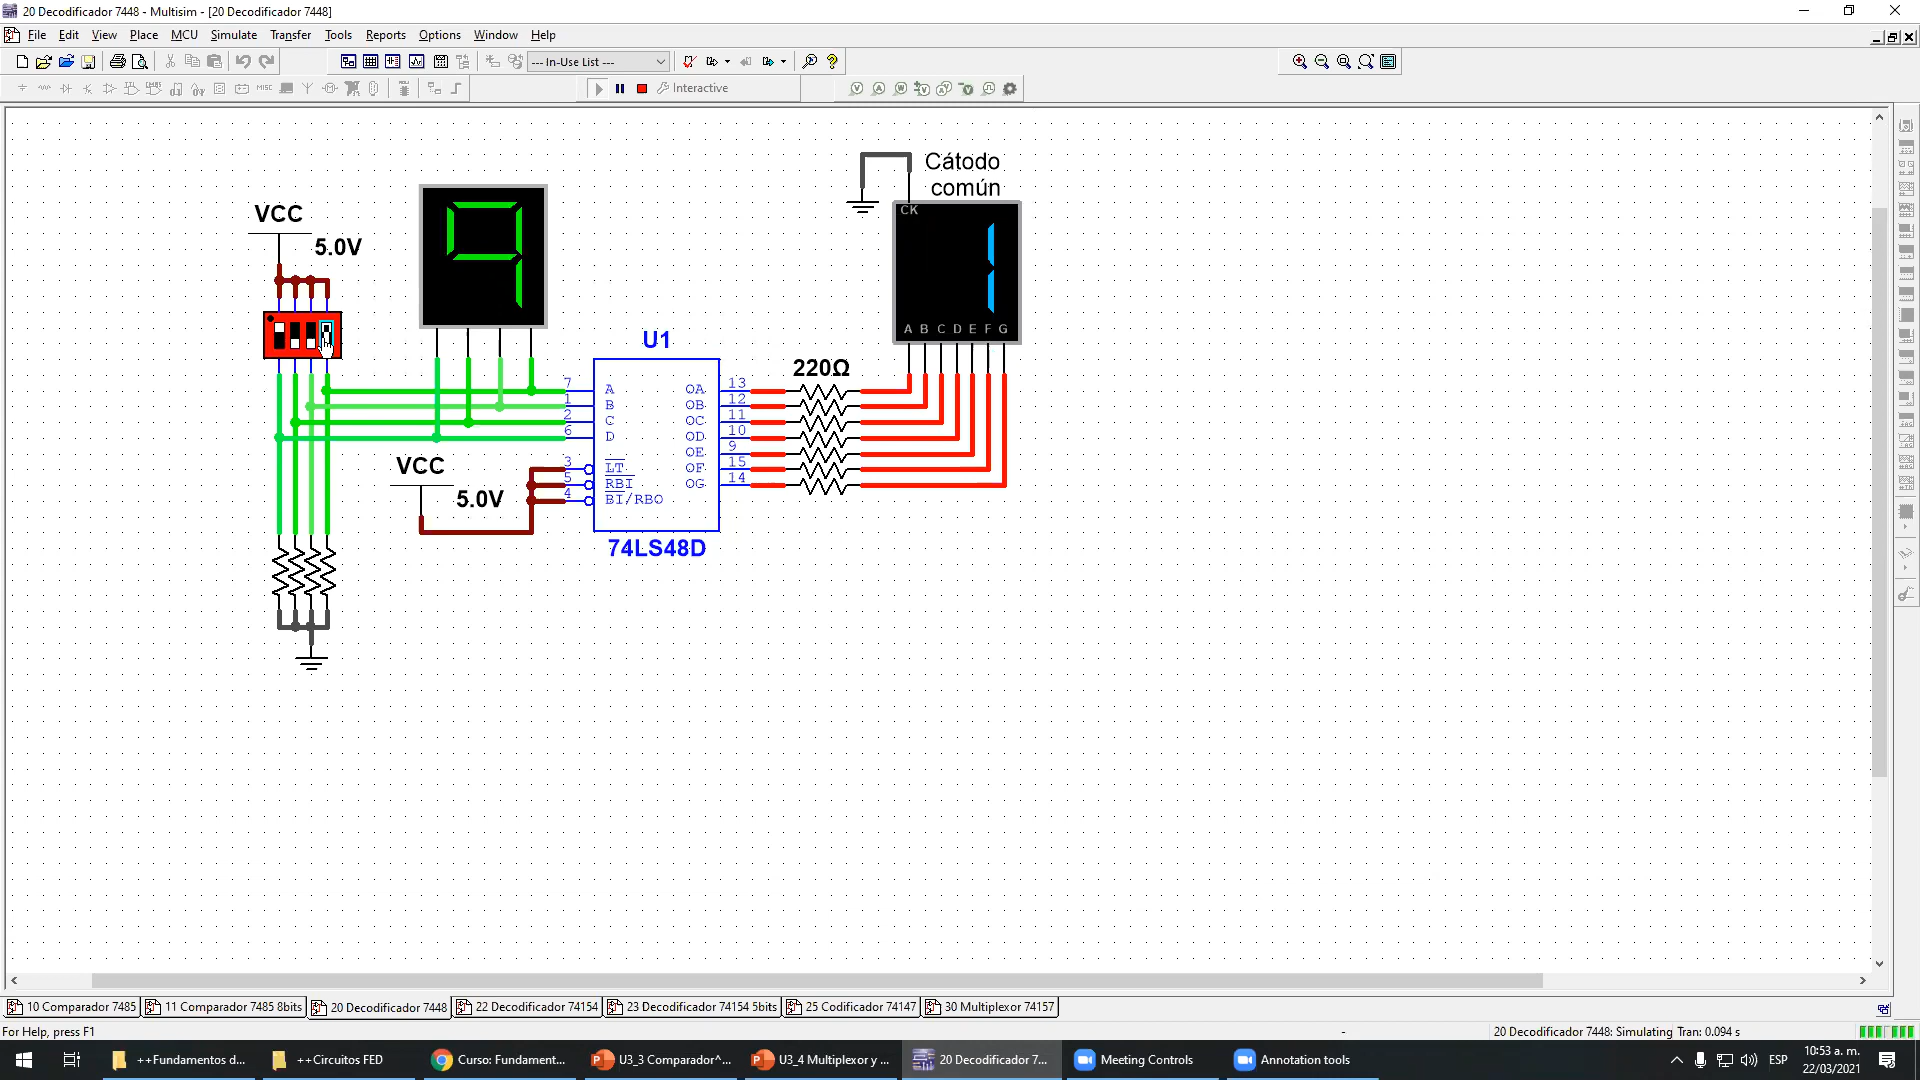 20 Decodificador 7448 - Multisim - [20 Decodificador 7448]
File Edit View Place MCU Simulate Transfer Tools Reports Options Window Help
--- In-Use List ---
MISC Interactive
Cátodo
común
CK
VCC
5.0V
A B C D E F G
U1
220Ω
7 A OA 13
1 B OB 12
2 C OC 11
6 D OD 10
OE 9
3 LT OF 15
5 RBI OG 14
4 BI/RBO
VCC
5.0V
74LS48D
10 Comparador 7485 11 Comparador 7485 8bits 20 Decodificador 7448 22 Decodificador 74154 23 Decodificador 74154 5bits 25 Codificador 74147 30 Multiplexor 74157
For Help, press F1 - 20 Decodificador 7448: Simulating Tran: 0.094 s
++Fundamentos d... ++Circuitos FED Curso: Fundament... U3_3 Comparador^... U3_4 Multiplexor y ... 20 Decodificador 7... Meeting Controls Annotation tools ESP 10:53 a. m.
22/03/2021